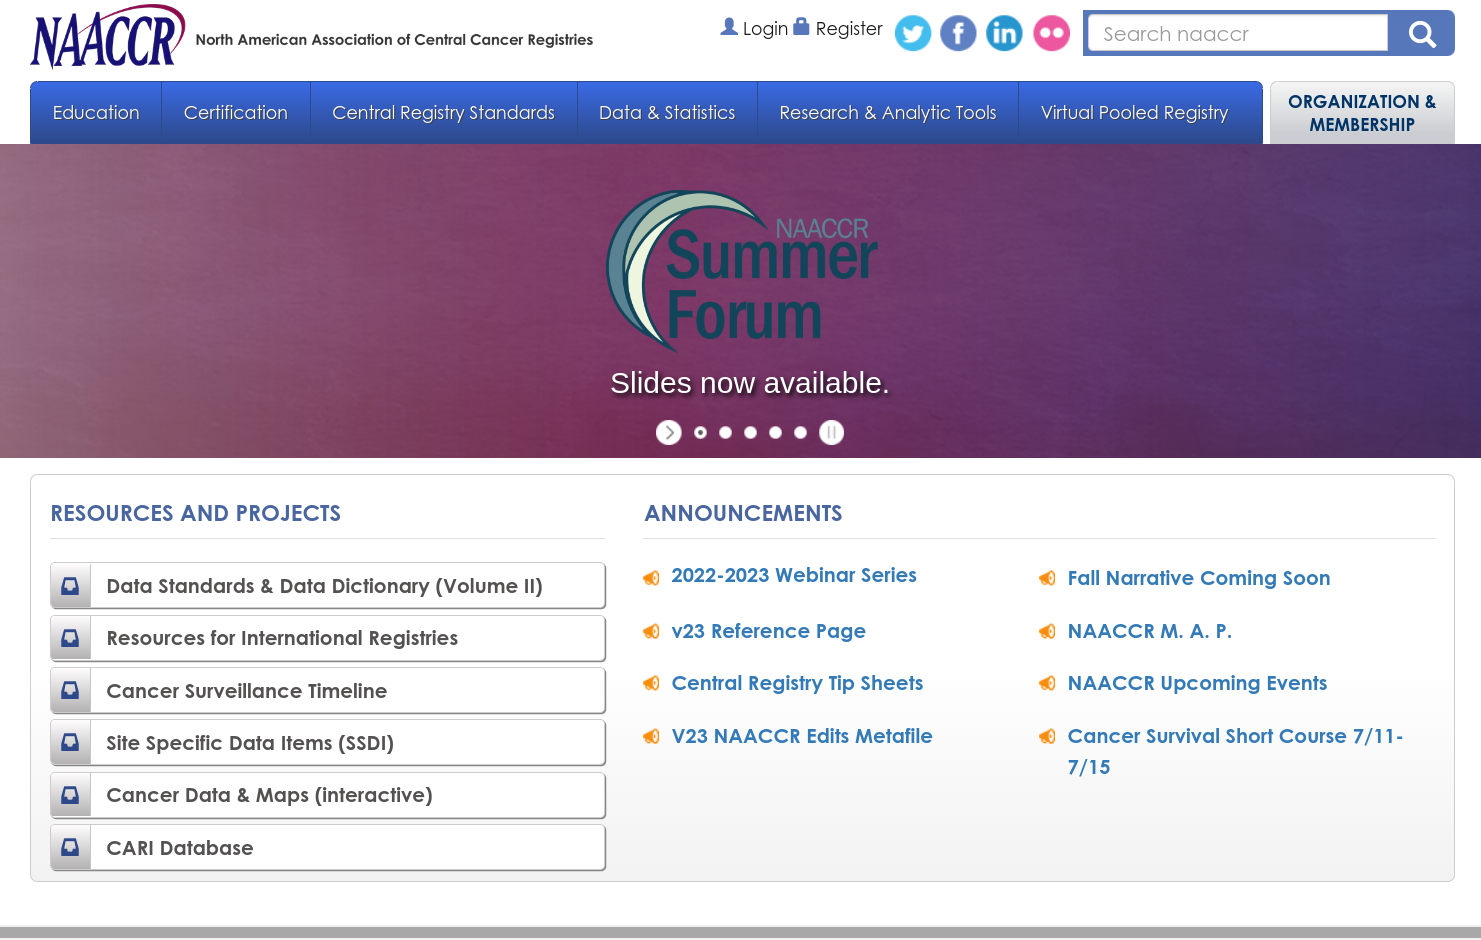 NAACCR
North American Association of Central Cancer Registries
Login Register
Search naaccr
Education
Certification
Central Registry Standards
Data & Statistics
Research & Analytic Tools
Virtual Pooled Registry
ORGANIZATION &
MEMBERSHIP
NAACCR
Summer
Forum
Slides now available.
RESOURCES AND PROJECTS
Data Standards & Data Dictionary (Volume II)
Resources for International Registries
Cancer Surveillance Timeline
Site Specific Data Items (SSDI)
Cancer Data & Maps (interactive)
CARI Database
ANNOUNCEMENTS
2022-2023 Webinar Series
v23 Reference Page
Central Registry Tip Sheets
V23 NAACCR Edits Metafile
Fall Narrative Coming Soon
NAACCR M. A. P.
NAACCR Upcoming Events
Cancer Survival Short Course 7/11-
7/15